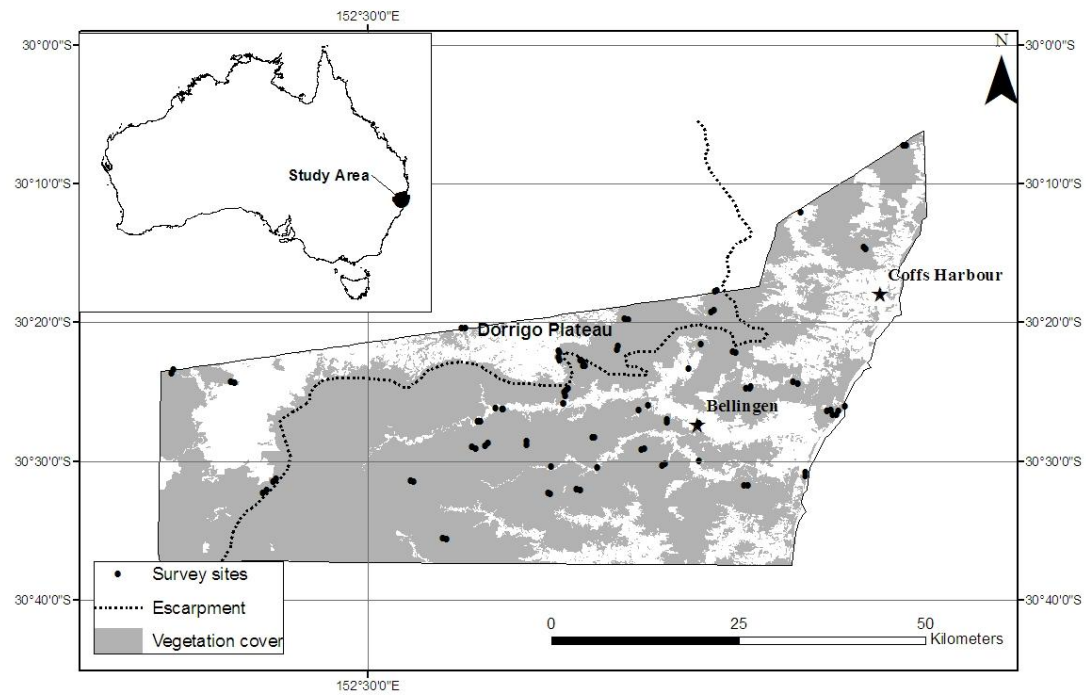 152°30'0"E
30°0'0"S
30°0'0"S
N
Study Area
30°10'0"S
30°10'0"S
Coffs Harbour
30°20'0"S
Dorrigo Plateau
30°20'0"S
Bellingen
30°30'0"S
30°30'0"S
Survey sites
Escarpment
Vegetation cover
30°40'0"S
30°40'0"S
0 25 50
Kilometers
152°30'0"E